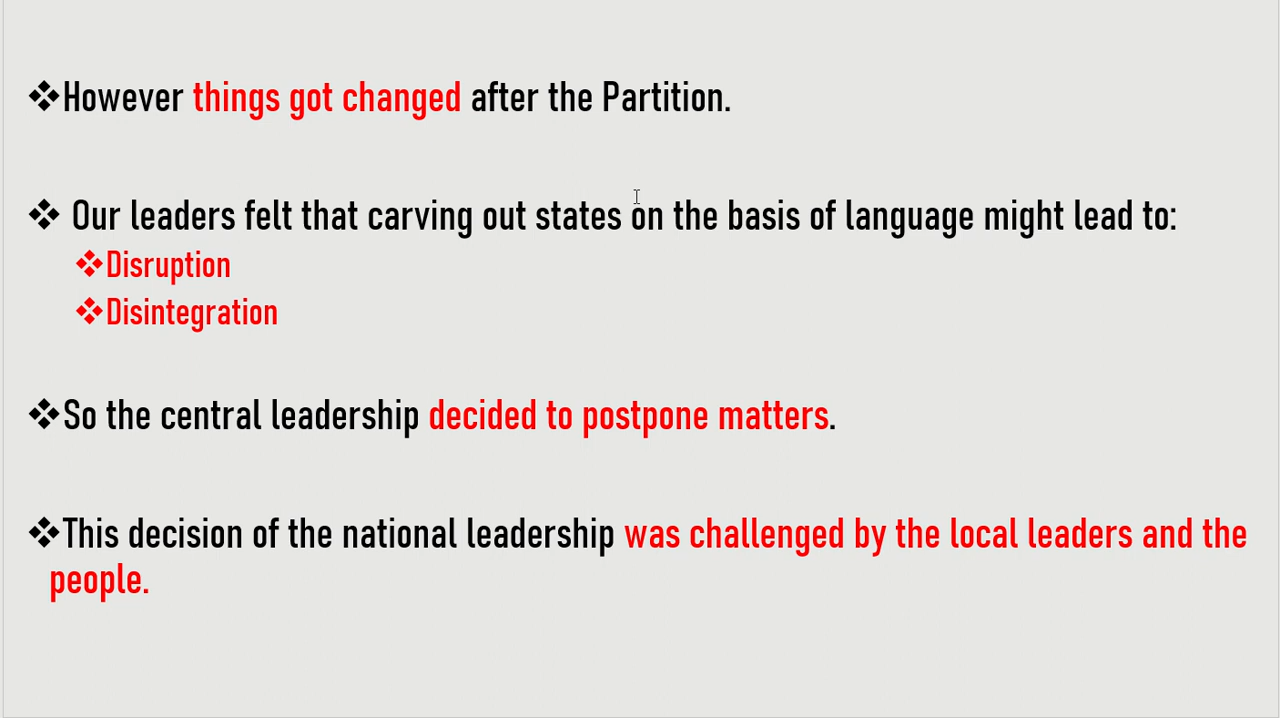 ❖However things got changed after the Partition.
❖ Our leaders felt that carving out states on the basis of language might lead to:
❖Disruption
❖Disintegration
❖So the central leadership decided to postpone matters.
❖This decision of the national leadership was challenged by the local leaders and the
people.